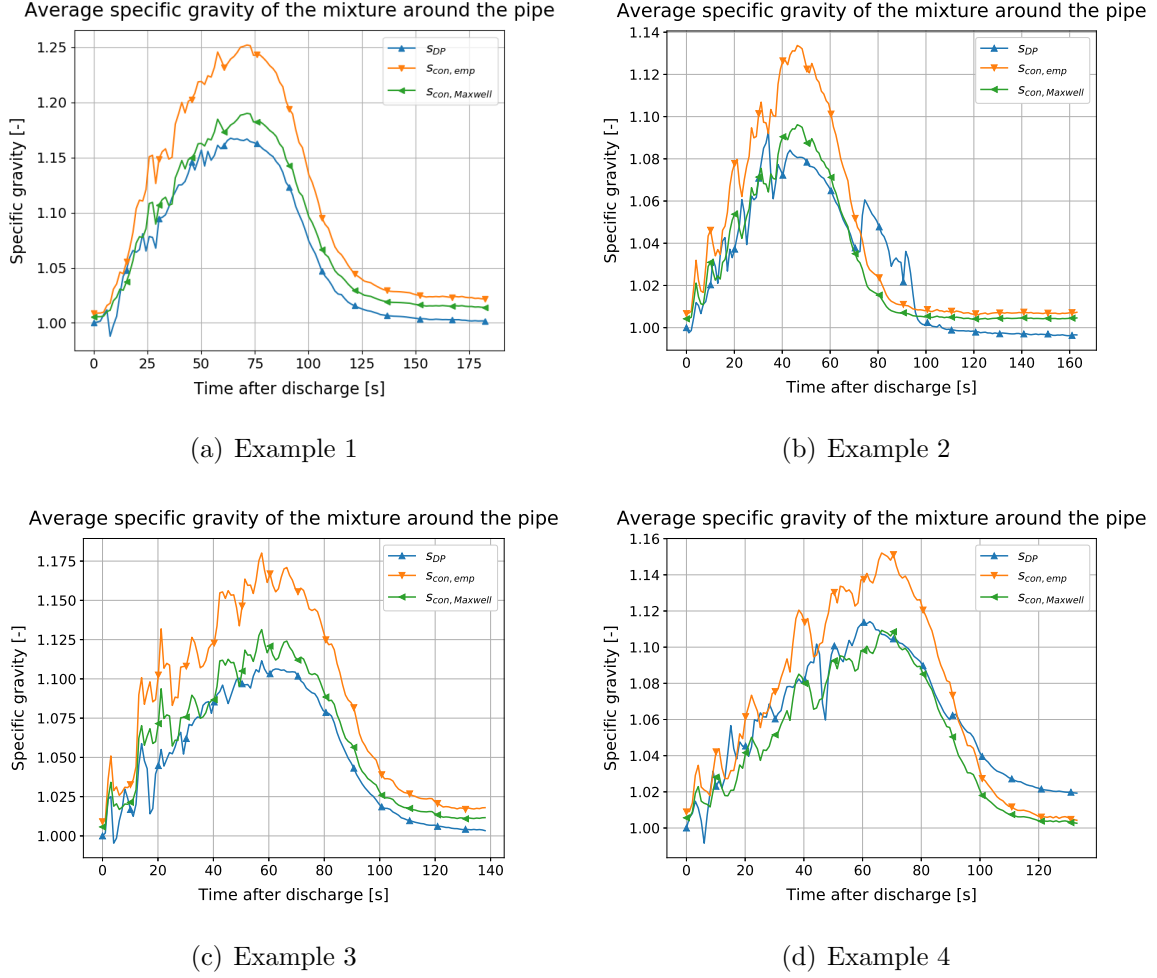 Average specific gravity of the mixture around the pipe
1.25
1.20
1.15
1.10
1.05
1.00
Specific gravity [-]
s_DP
s_con,emp
s_con,Maxwell
0 25 50 75 100 125 150 175
Time after discharge [s]
(a) Example 1
Average specific gravity of the mixture around the pipe
1.14
1.12
1.10
1.08
1.06
1.04
1.02
1.00
Specific gravity [-]
s_DP
s_con,emp
s_con,Maxwell
0 20 40 60 80 100 120 140 160
Time after discharge [s]
(b) Example 2
Average specific gravity of the mixture around the pipe
1.175
1.150
1.125
1.100
1.075
1.050
1.025
1.000
Specific gravity [-]
s_DP
s_con,emp
s_con,Maxwell
0 20 40 60 80 100 120 140
Time after discharge [s]
(c) Example 3
Average specific gravity of the mixture around the pipe
1.16
1.14
1.12
1.10
1.08
1.06
1.04
1.02
1.00
Specific gravity [-]
s_DP
s_con,emp
s_con,Maxwell
0 20 40 60 80 100 120
Time after discharge [s]
(d) Example 4